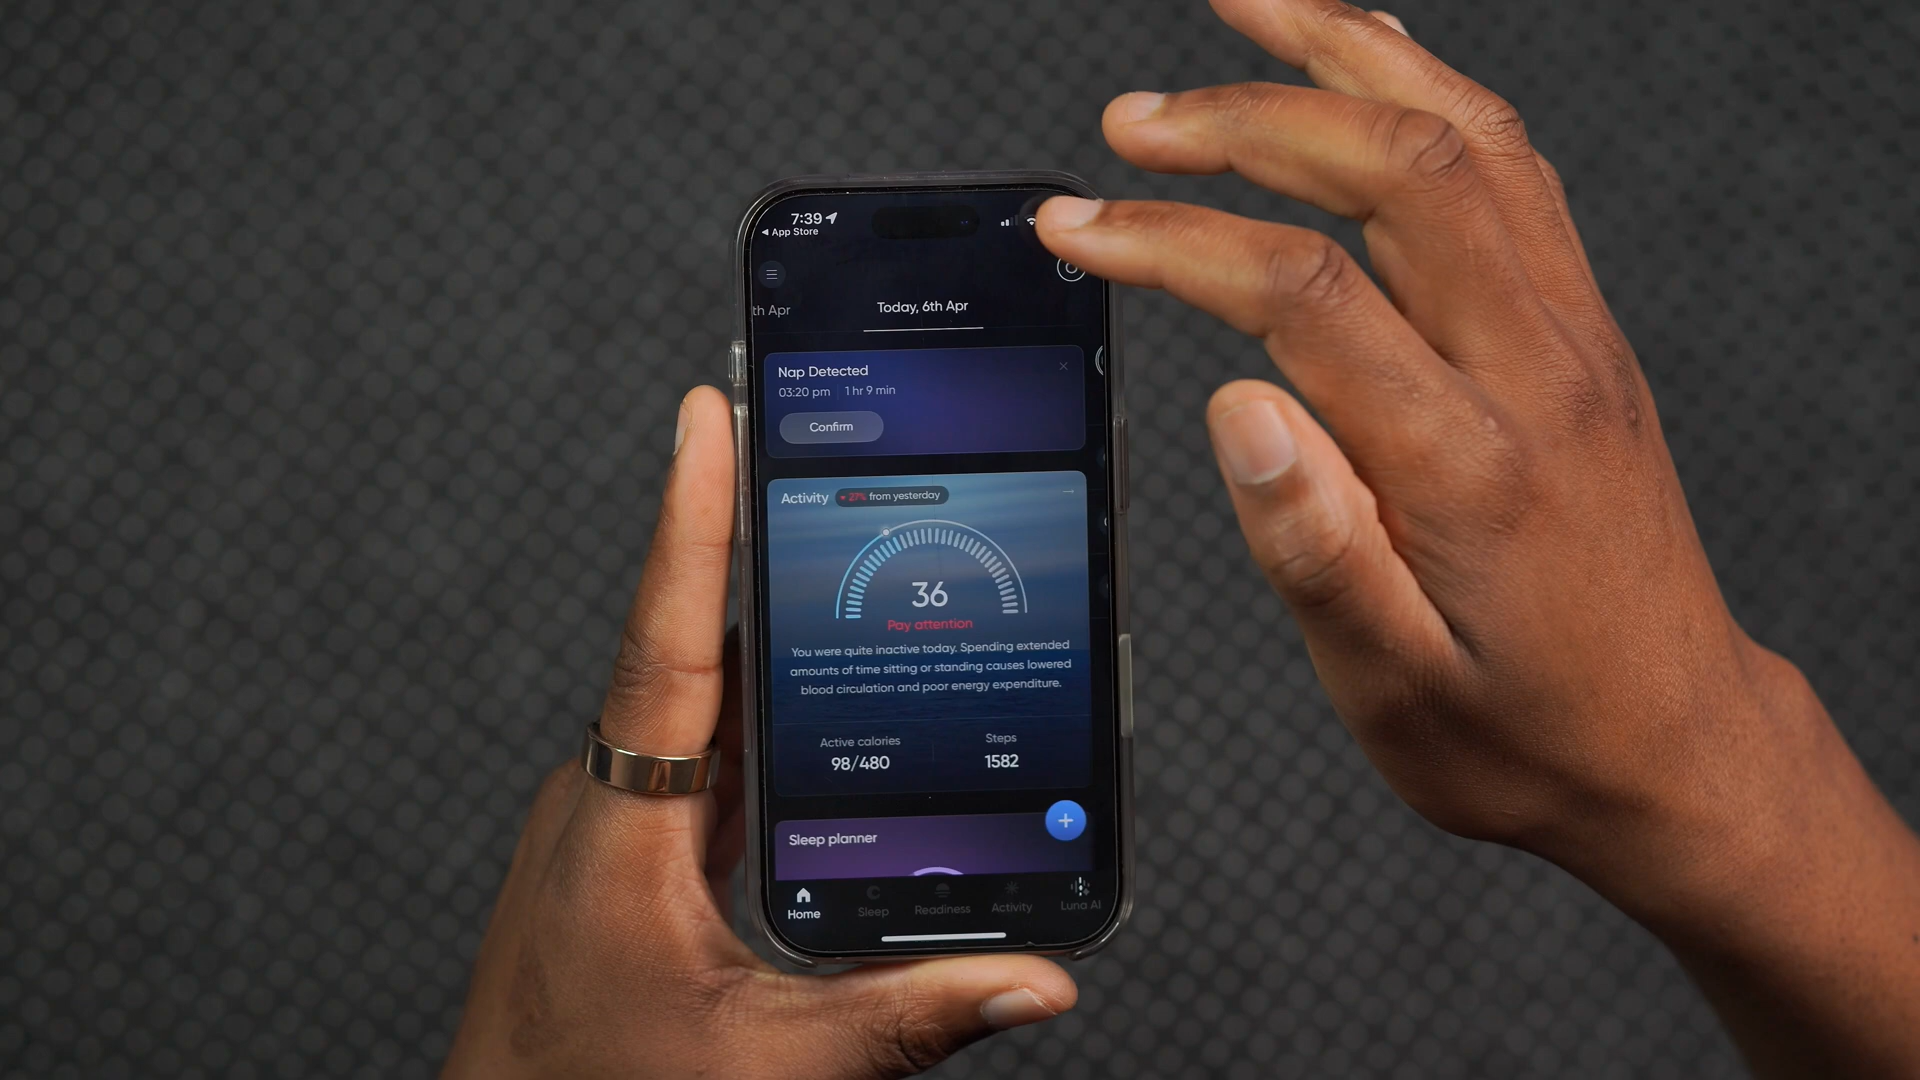 7:39
◀ App Store
th Apr
Today, 6th Apr
Nap Detected
03:20 pm | 1 hr 9 min
Confirm
Activity
27% from yesterday
36
Pay attention
You were quite inactive today. Spending extended
amounts of time sitting or standing causes lowered
blood circulation and poor energy expenditure.
Active calories
98/480
Steps
1582
Sleep planner
+
Home
Sleep
Readiness
Activity
Luna AI